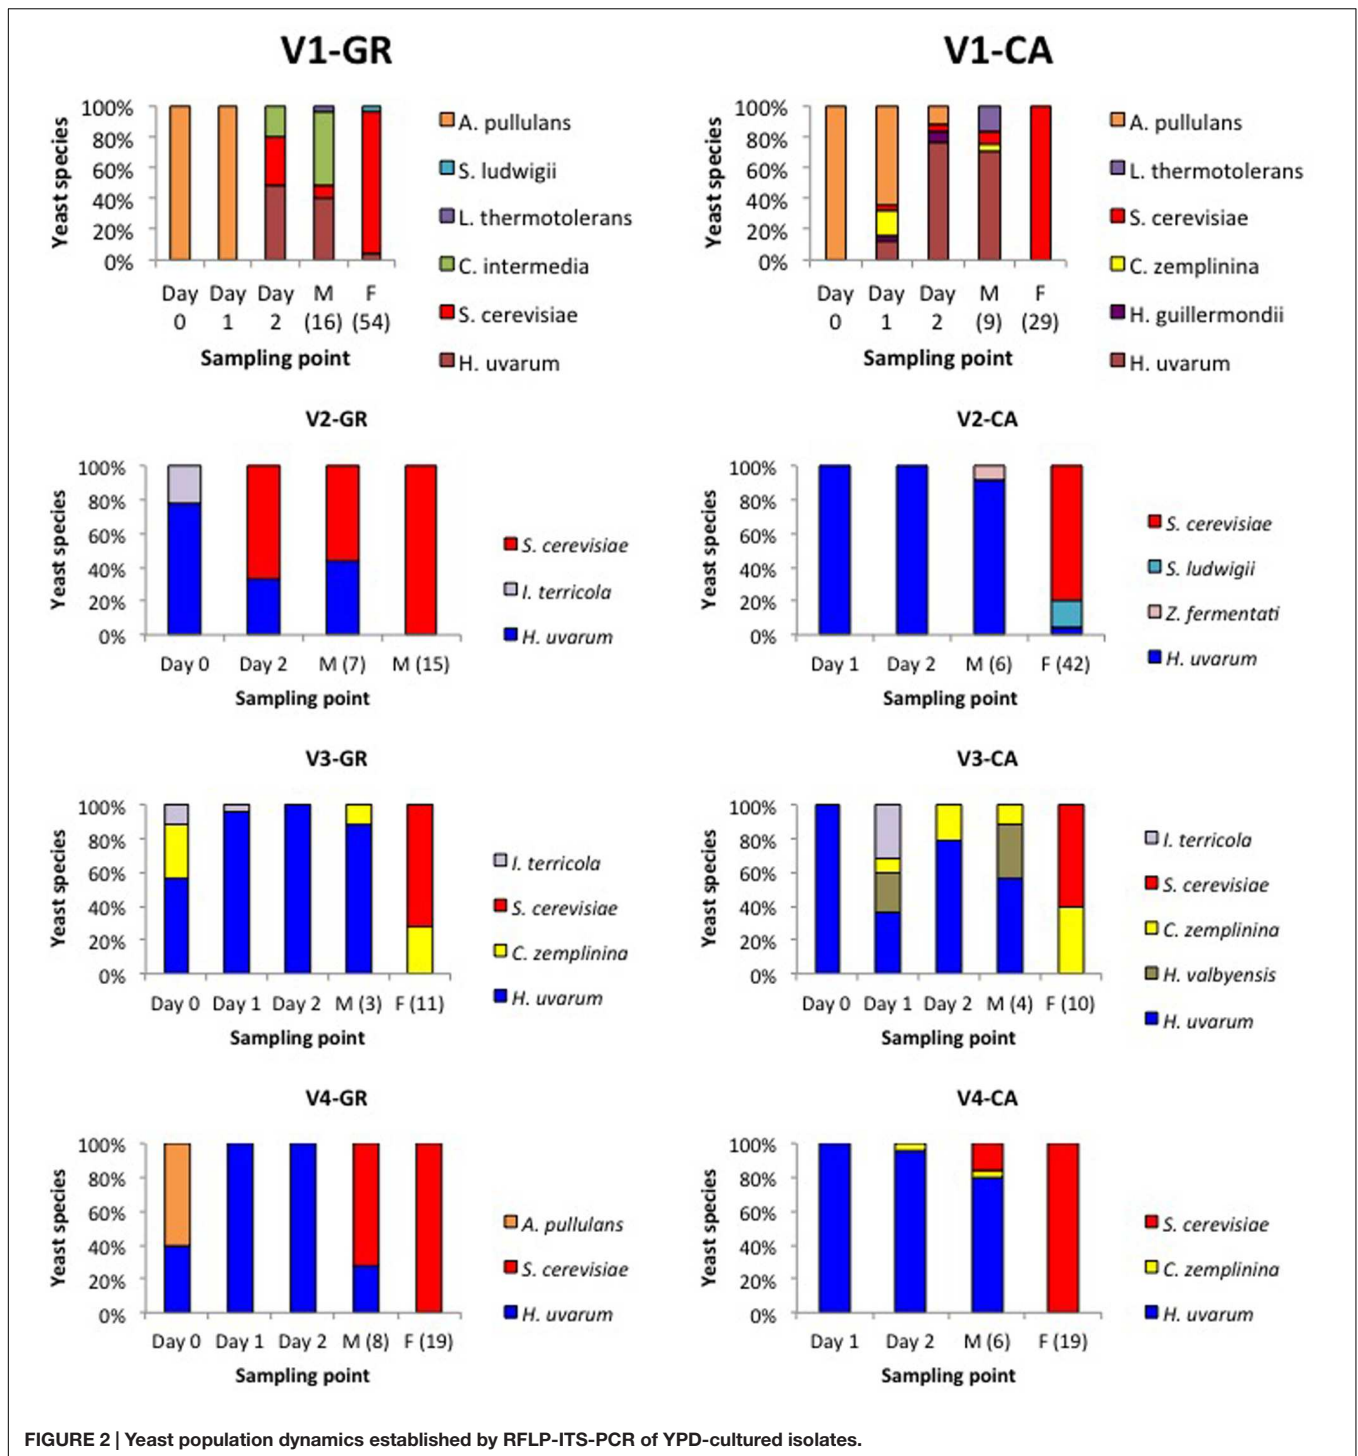 V1-GR
100%
80%
60%
40%
20%
0%
Yeast species
Day 0
Day 1
Day 2
M (16)
F (54)
Sampling point
A. pullulans
S. ludwigii
L. thermotolerans
C. intermedia
S. cerevisiae
H. uvarum
V1-CA
100%
80%
60%
40%
20%
0%
Yeast species
Day 0
Day 1
Day 2
M (9)
F (29)
Sampling point
A. pullulans
L. thermotolerans
S. cerevisiae
C. zemplinina
H. guillermondii
H. uvarum
V2-GR
100%
80%
60%
40%
20%
0%
Yeast species
Day 0
Day 2
M (7)
M (15)
Sampling point
S. cerevisiae
I. terricola
H. uvarum
V2-CA
100%
80%
60%
40%
20%
0%
Yeast species
Day 1
Day 2
M (6)
F (42)
Sampling point
S. cerevisiae
S. ludwigii
Z. fermentati
H. uvarum
V3-GR
100%
80%
60%
40%
20%
0%
Yeast species
Day 0
Day 1
Day 2
M (3)
F (11)
Sampling point
I. terricola
S. cerevisiae
C. zemplinina
H. uvarum
V3-CA
100%
80%
60%
40%
20%
0%
Yeast species
Day 0
Day 1
Day 2
M (4)
F (10)
Sampling point
I. terricola
S. cerevisiae
C. zemplinina
H. valbyensis
H. uvarum
V4-GR
100%
80%
60%
40%
20%
0%
Yeast species
Day 0
Day 1
Day 2
M (8)
F (19)
Sampling point
A. pullulans
S. cerevisiae
H. uvarum
V4-CA
100%
80%
60%
40%
20%
0%
Yeast species
Day 1
Day 2
M (6)
F (19)
Sampling point
S. cerevisiae
C. zemplinina
H. uvarum
FIGURE 2 | Yeast population dynamics established by RFLP-ITS-PCR of YPD-cultured isolates.